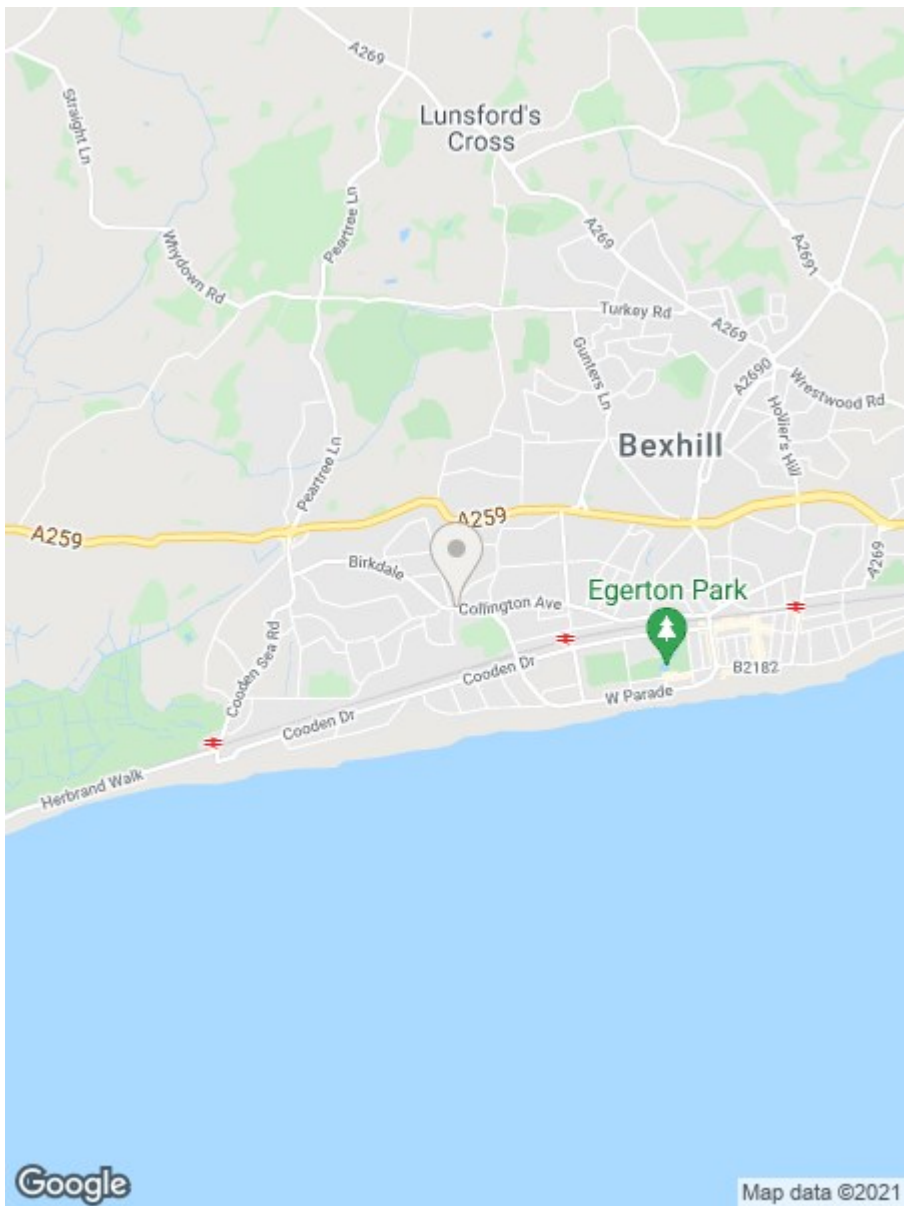 A269
Lunsford's
Cross
Straight Ln
Peartree Ln
Whydown Rd
A269
A2691
Turkey Rd
A269
Gunters Ln
A2690
Wrestwood Rd
Hollier's Hill
Bexhill
Peartree Ln
A259
A259
A269
Birkdale
Collington Ave
Egerton Park
Cooden Sea Rd
Cooden Dr
B2182
W Parade
Cooden Dr
Herbrand Walk
Google
Map data ©2021